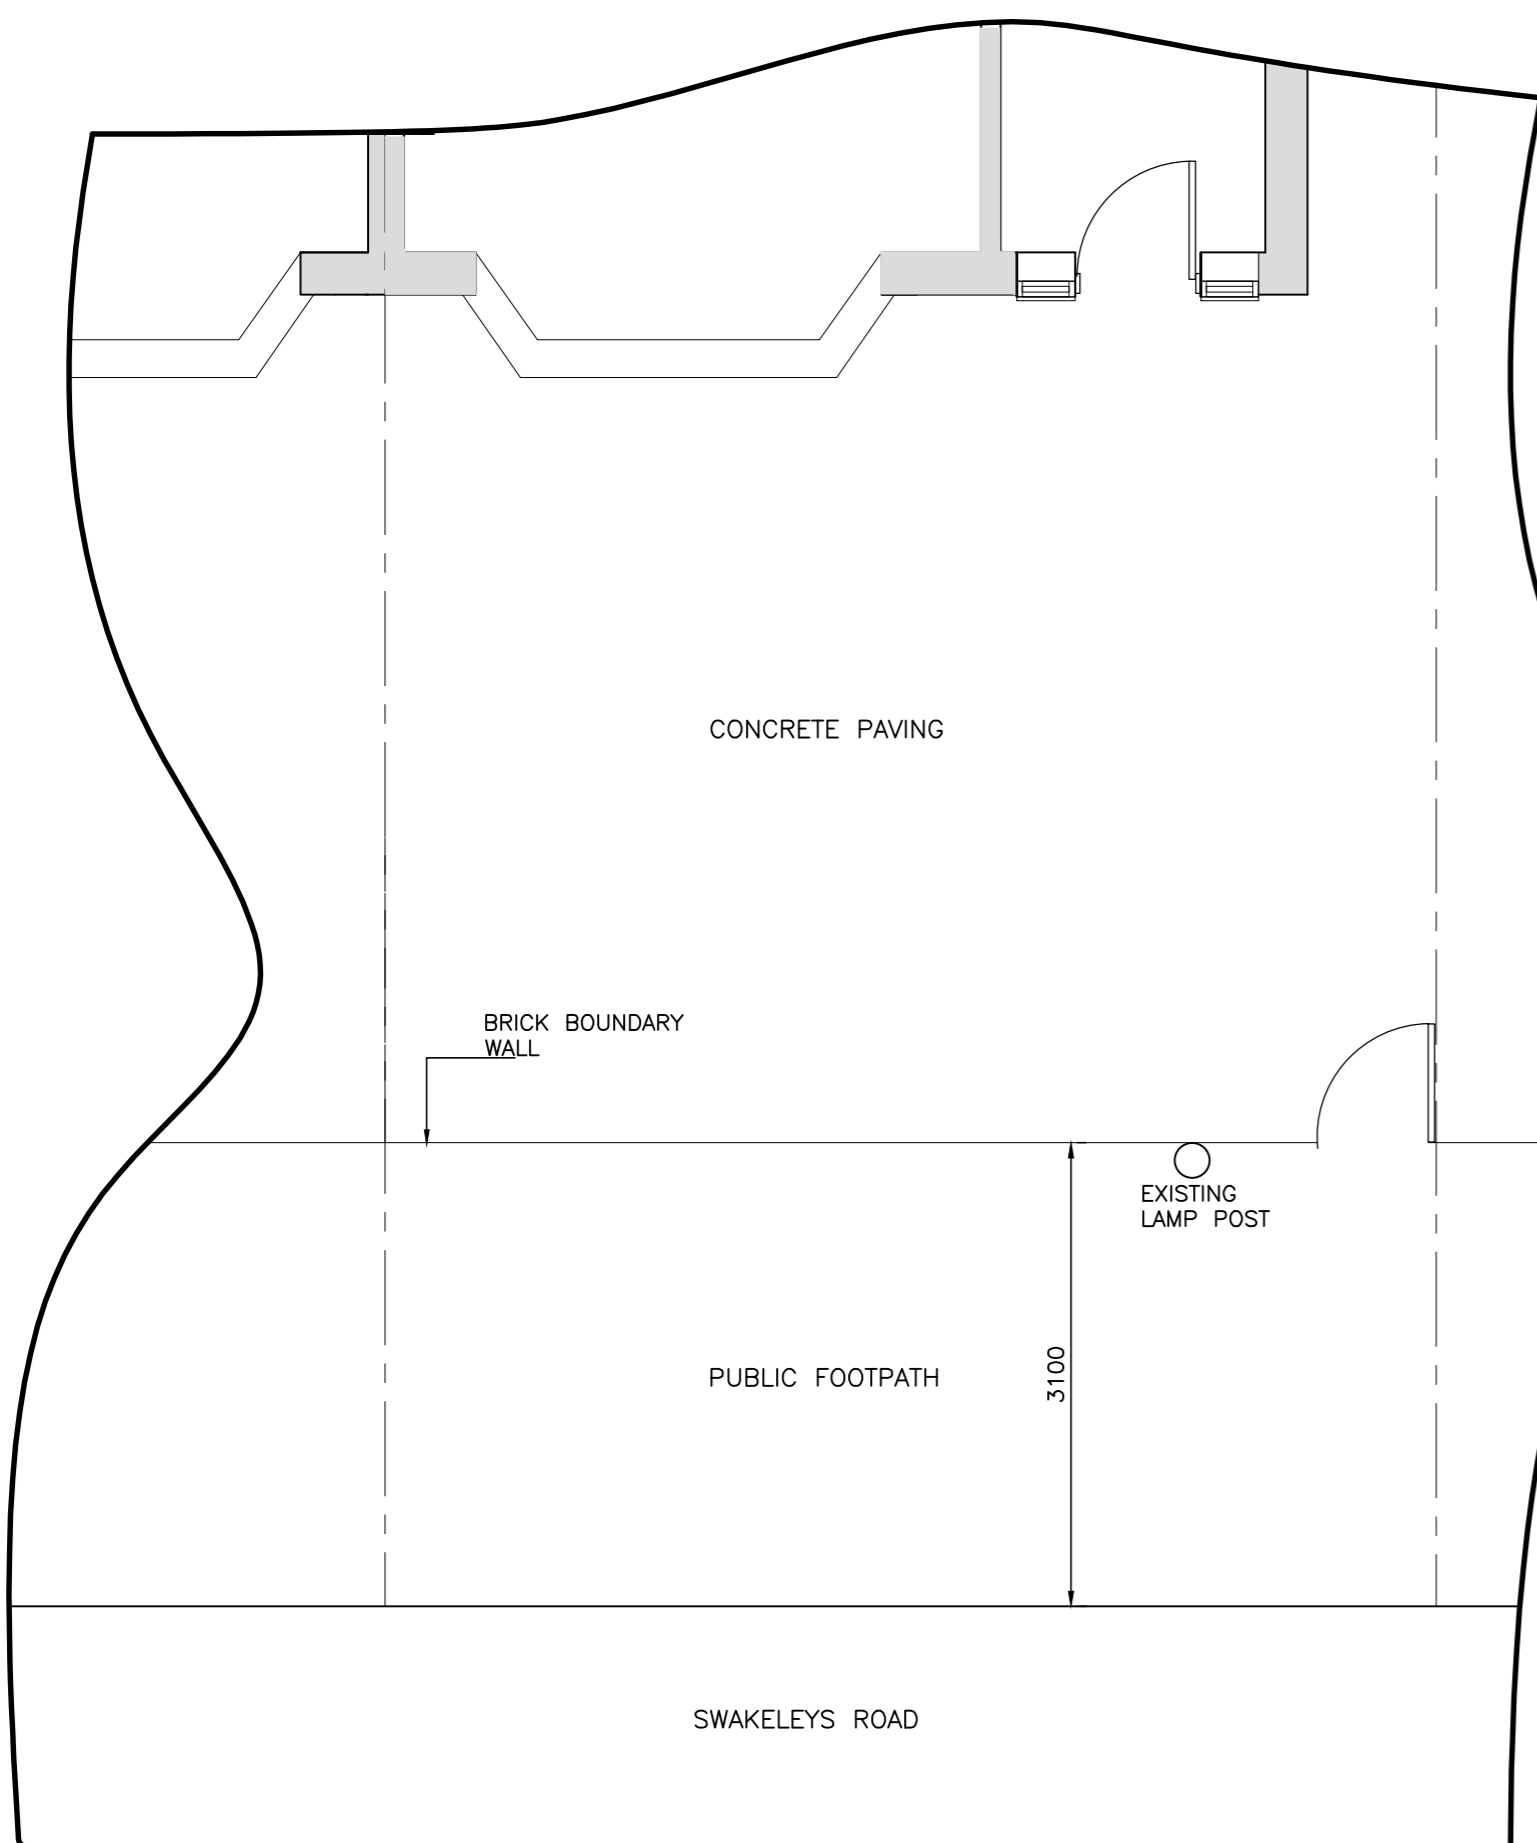 CONCRETE PAVING
BRICK BOUNDARY
WALL
EXISTING
LAMP POST
PUBLIC FOOTPATH
3100
SWAKELEYS ROAD